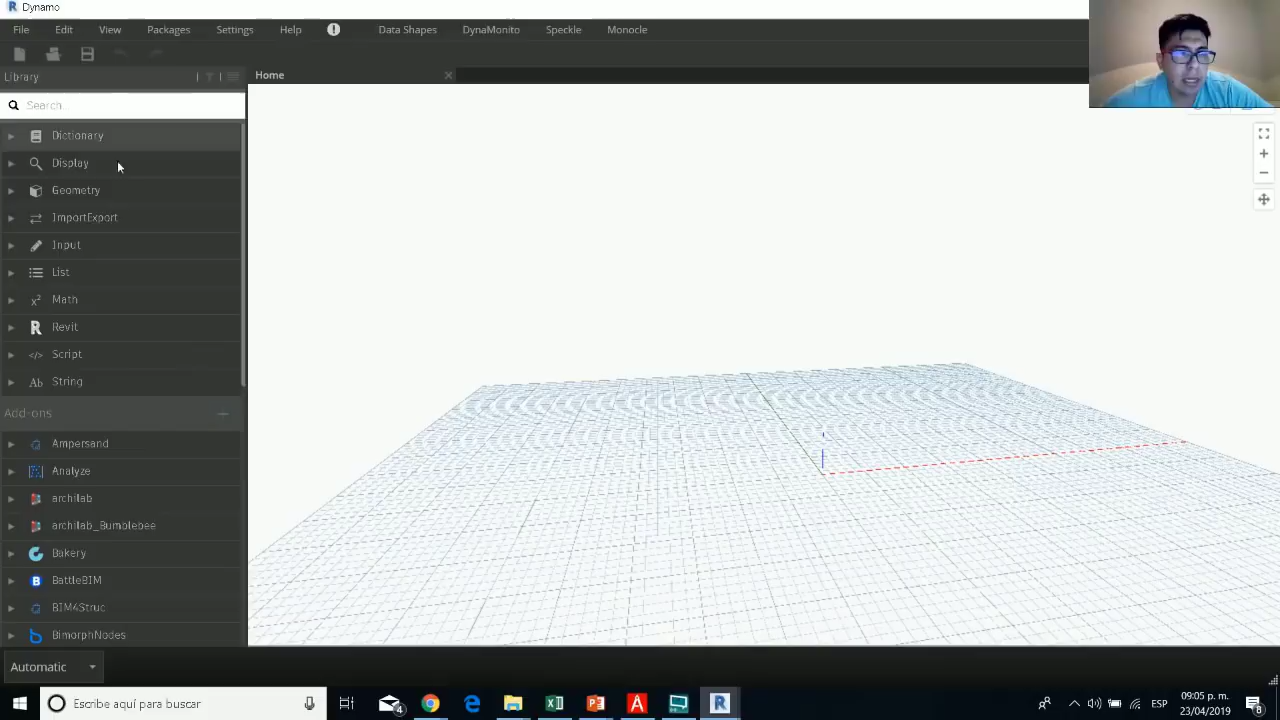 Dynamo
File Edit View Packages Settings Help Data Shapes DynaMonito Speckle Monocle
Library
Home
Search...
Dictionary
Display
Geometry
ImportExport
Input
List
Math
Revit
Script
String
Add-ons
Ampersand
Analyze
archilab
archilab_Bumblebee
Bakery
BattleBIM
BIM4Struc
BimorphNodes
Automatic
Escribe aquí para buscar
4
ESP
09:05 p. m.
23/04/2019
8